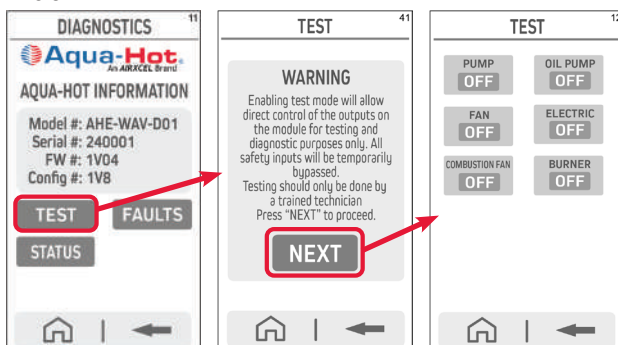 DIAGNOSTICS
11
Aqua-Hot.
An AIRXCEL Brand
AQUA-HOT INFORMATION
Model #: AHE-WAV-D01
Serial #: 240001
FW #: 1V04
Config #: 1V8
TEST
FAULTS
STATUS
TEST
41
WARNING
Enabling test mode will allow
direct control of the outputs on
the module for testing and
diagnostic purposes only. All
safety inputs will be temporarily
bypassed.
Testing should only be done by
a trained technician
Press "NEXT" to proceed.
NEXT
TEST
12
PUMP
OFF
OIL PUMP
OFF
FAN
OFF
ELECTRIC
OFF
COMBUSTION FAN
OFF
BURNER
OFF